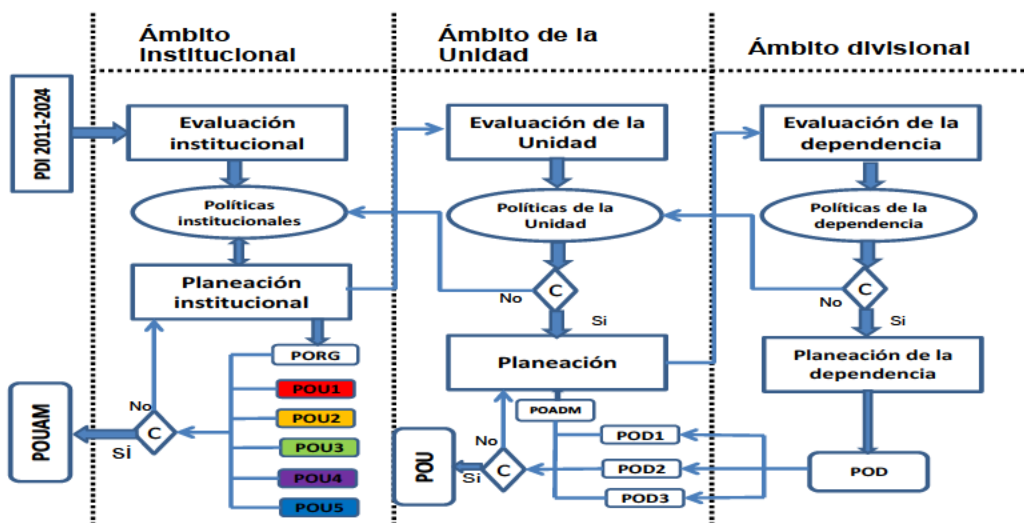 Ámbito
Institucional
Ámbito de la
Unidad
Ámbito divisional
PDI 2011-2024
Evaluación
institucional
Políticas
institucionales
Planeación
institucional
PORG
POU1
POU2
POU3
POU4
POU5
No
C
SÍ
POUAM
Evaluación de la
Unidad
Políticas de la
Unidad
C
No
Si
Planeación
POADM
POD1
POD2
POD3
No
C
Si
POU
Evaluación de la
dependencia
Políticas de la
dependencia
C
No
Si
Planeación de la
dependencia
POD